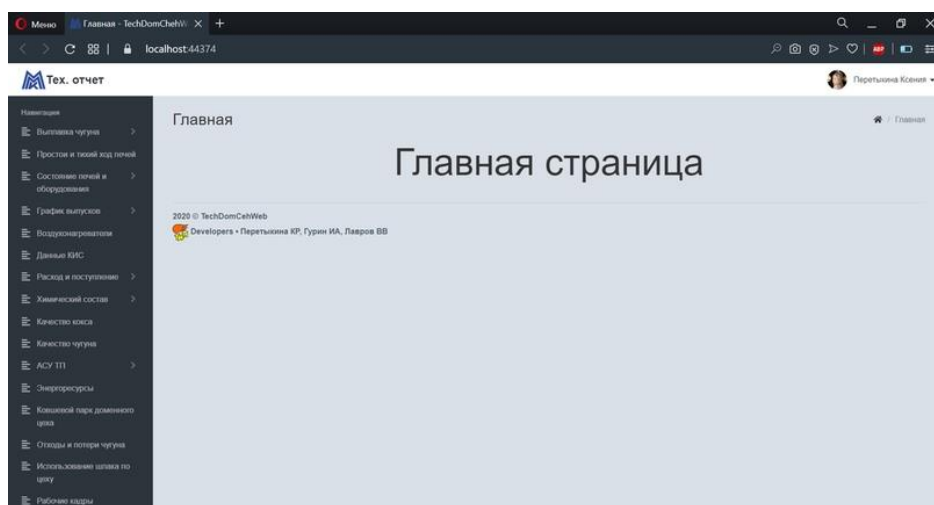 Меню
Главная - TechDomChehW
localhost:44374
ABP
Тех. отчет
Перетыкина Ксения
Навигация
Выплавка чугуна
Простои и тихий ход печей
Состояние печей и
оборудования
График выпусков
Воздухонагреватели
Данные КИС
Расход и поступление
Химический состав
Качество кокса
Качество чугуна
АСУ ТП
Энергоресурсы
Ковшевой парк доменного
цеха
Отходы и потери чугуна
Использование шлака по
цеху
Рабочие кадры
Главная
/ Главная
Главная страница
2020 © TechDomCehWeb
Developers • Перетыкина КР, Гурин ИА, Лавров ВВ